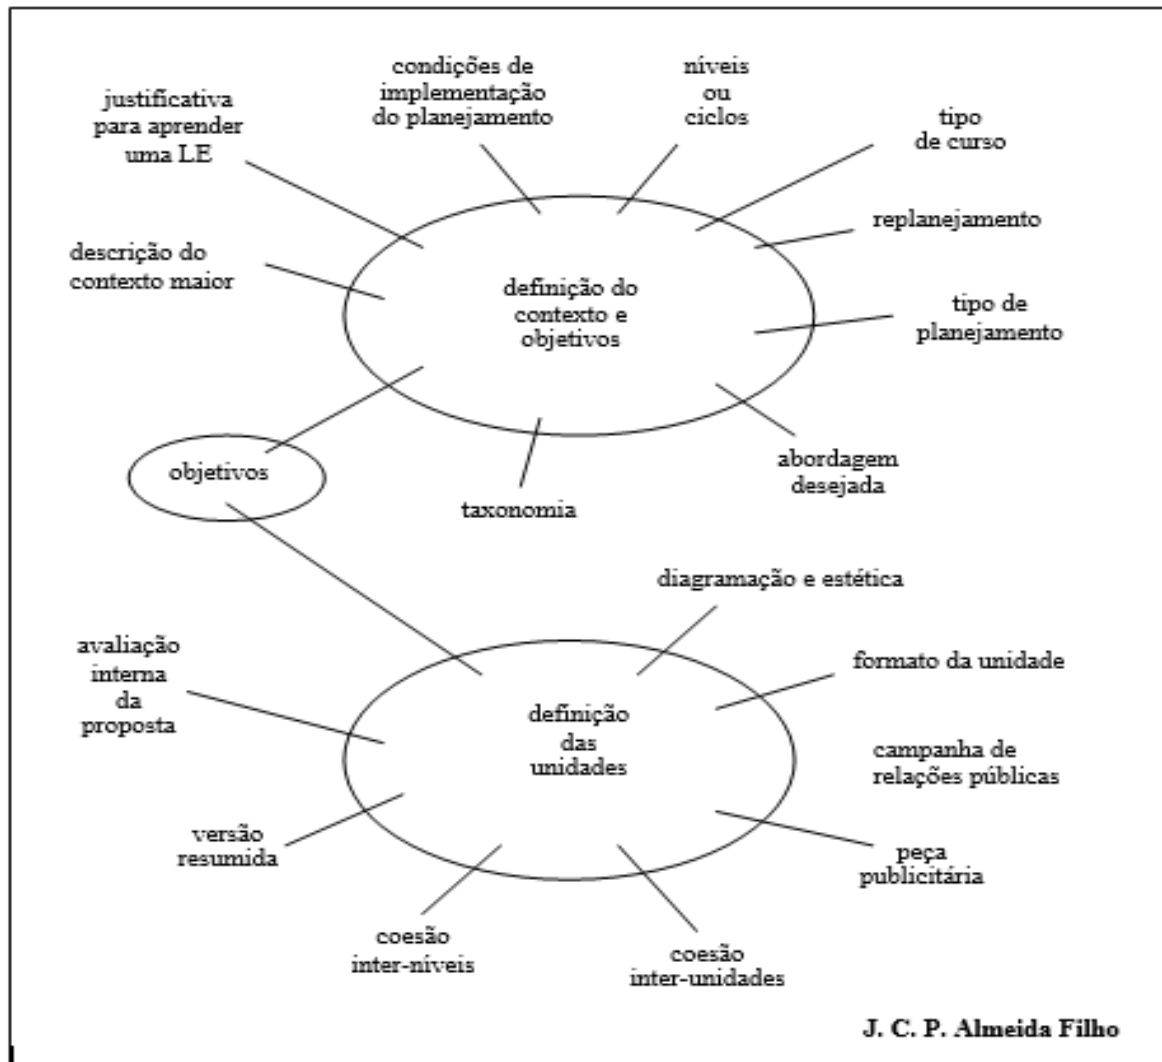 condições de
implementação
do planejamento
níveis
ou
ciclos
justificativa
para aprender
uma LE
tipo
de curso
replanejamento
descrição do
contexto maior
definição do
contexto e
objetivos
tipo de
planejamento
objetivos
abordagem
desejada
taxonomia
diagramação e estética
avaliação
interna
da
proposta
formato da unidade
definição
das
unidades
campanha de
relações públicas
versão
resumida
peça
publicitária
coesão
inter-níveis
coesão
inter-unidades
J. C. P. Almeida Filho